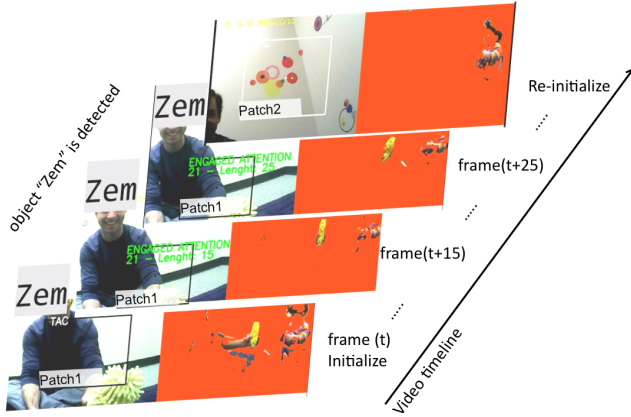 Re-initialize
Zem
Patch2
object "Zem" is detected
ENGAGED ATTENTION
21 - Lenght: 25
Patch1
frame(t+25)
Zem
ENGAGED ATTENTION
21 - Lenght: 15
Patch1
frame(t+15)
Zem
TAC
Patch1
frame (t)
Initialize
Video timeline